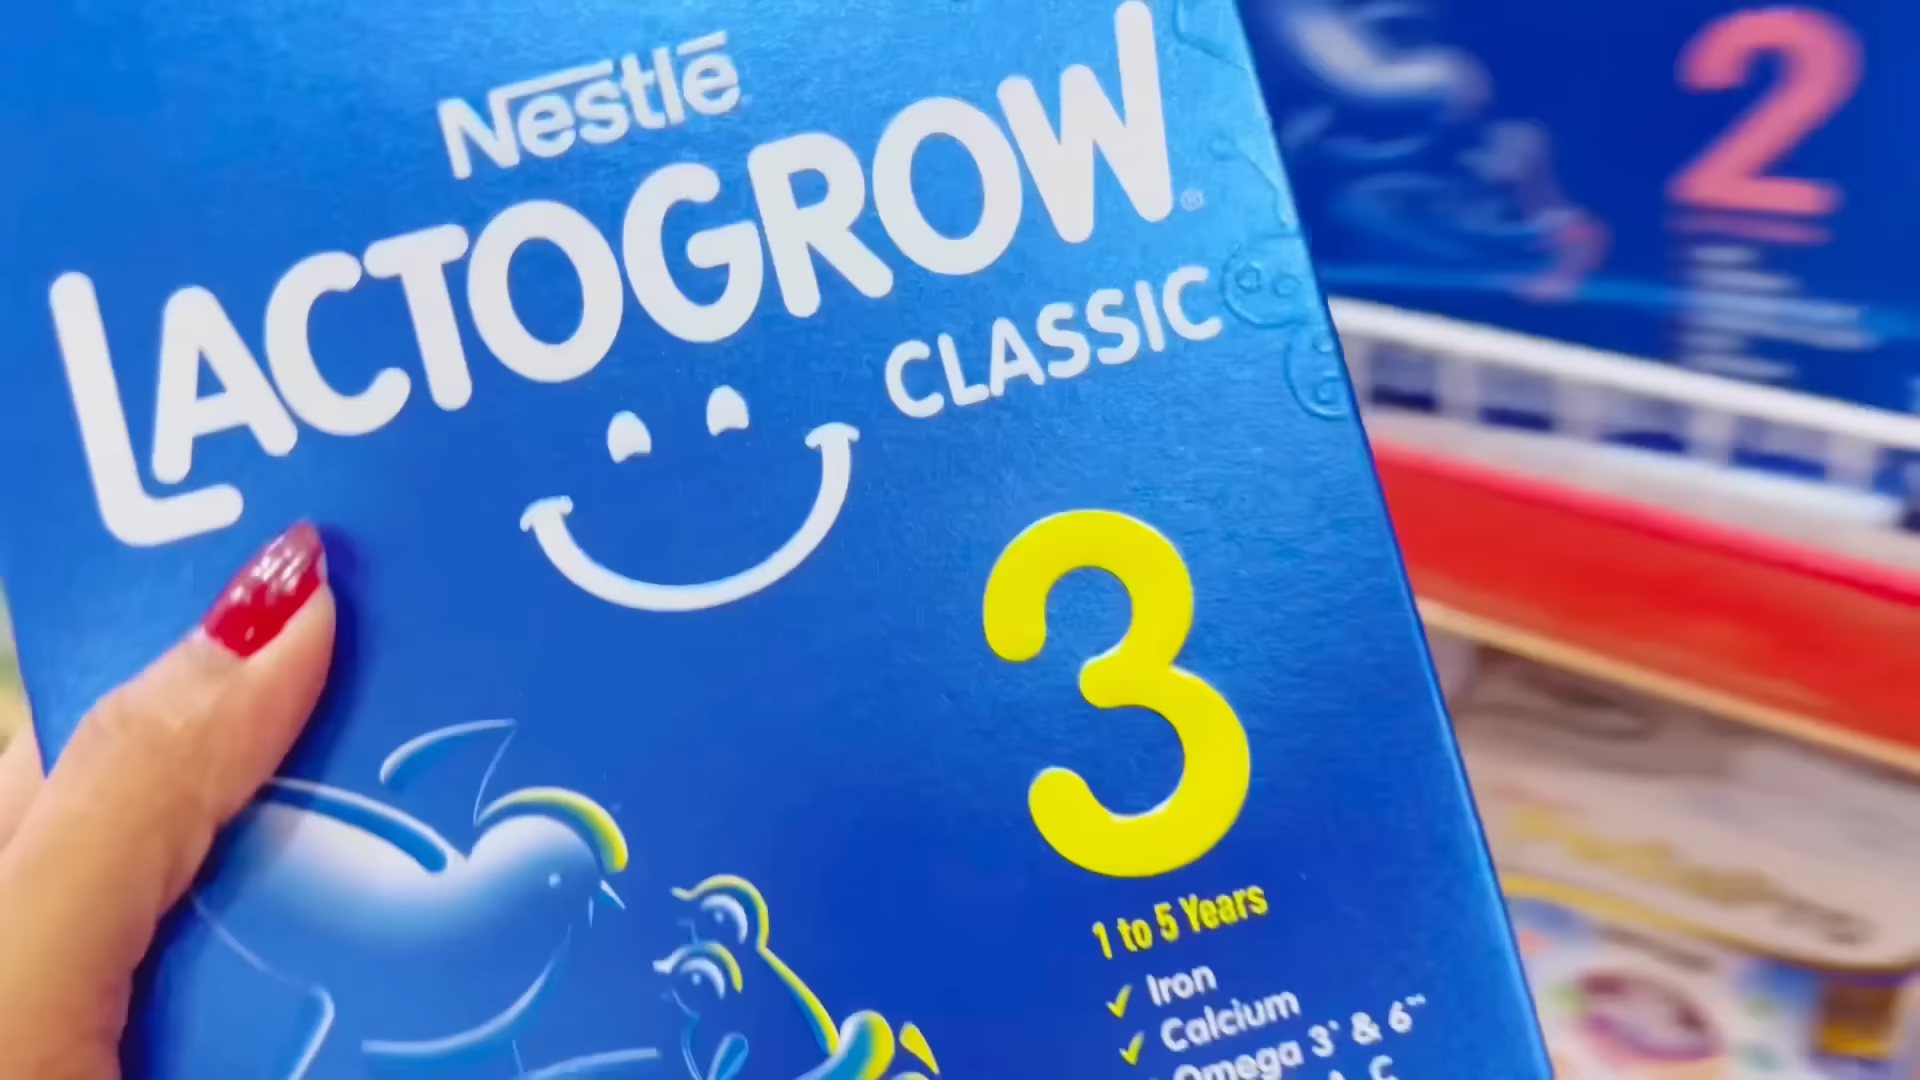 Nestlé
LACTOGROW®
CLASSIC
3
1 to 5 Years
✓ Iron
✓ Calcium
Omega 3* & 6**
2